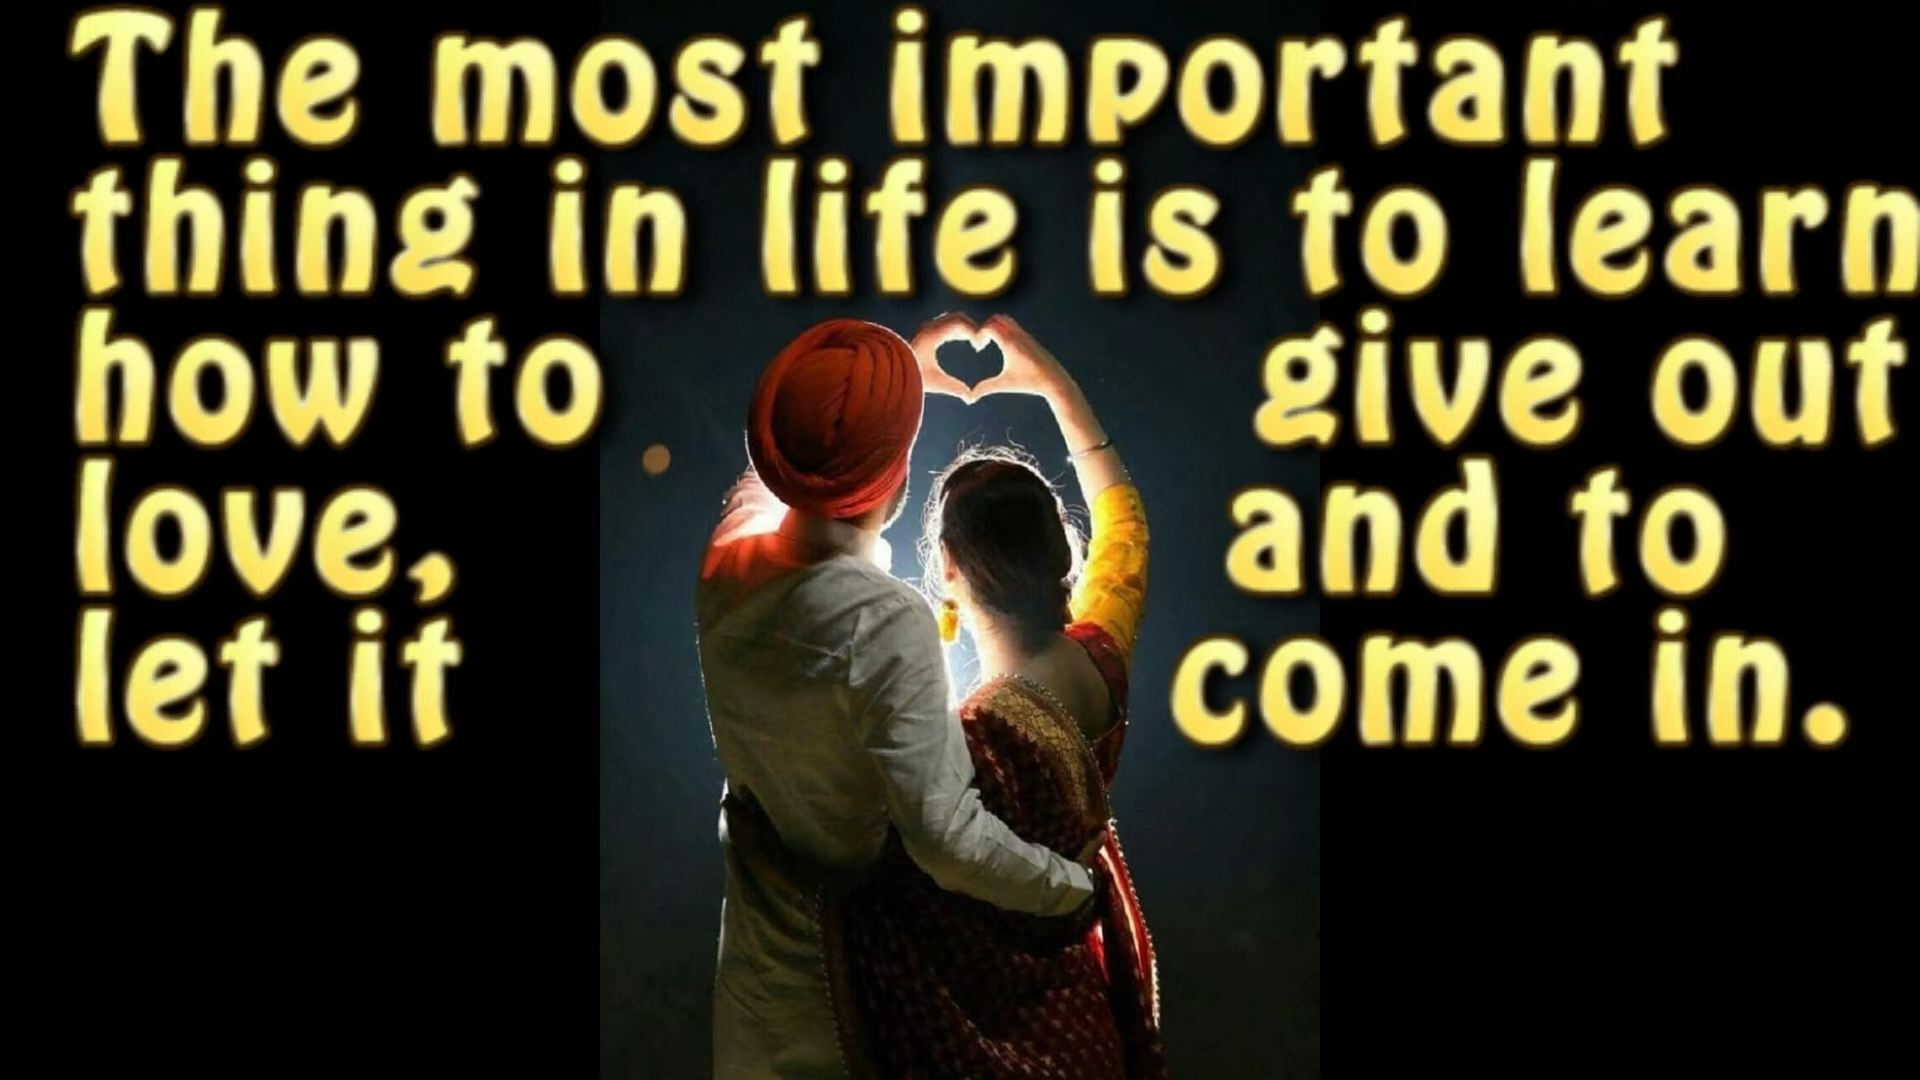 The most important
thing in life is to learn
how to give out
love, and to
let it come in.